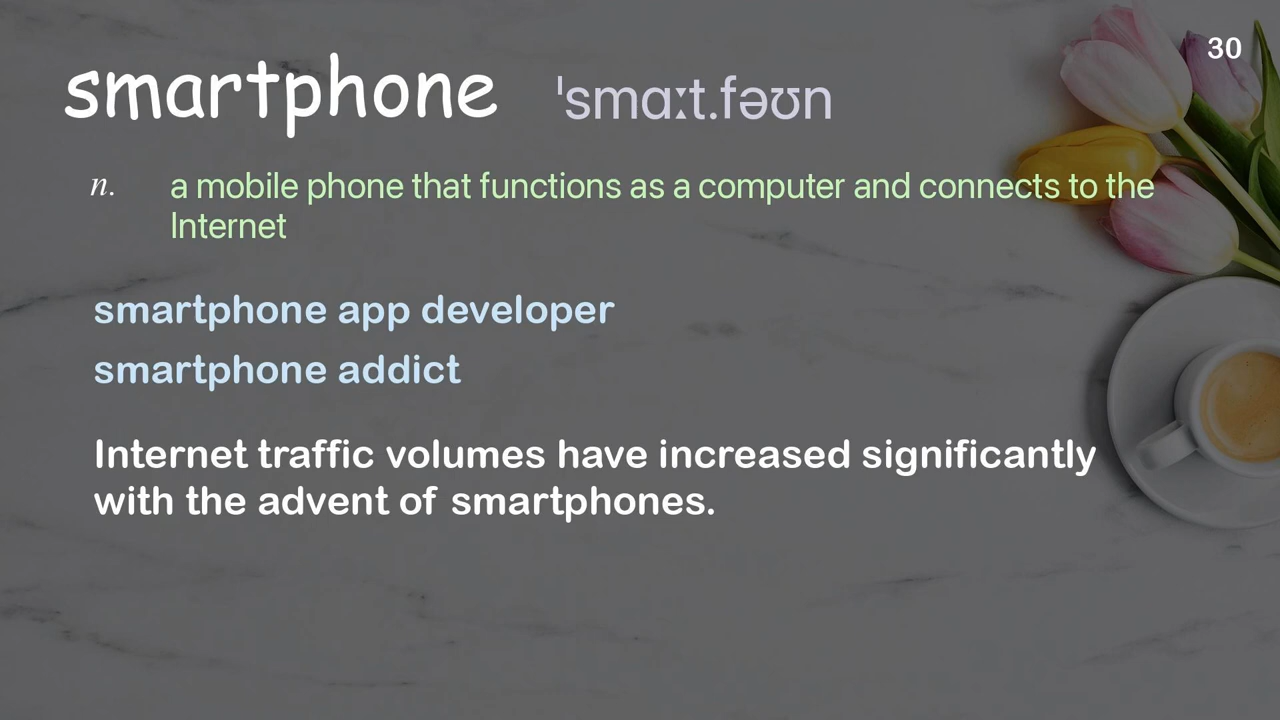 30
smartphone ˈsmɑːt.fəʊn
n. a mobile phone that functions as a computer and connects to the
Internet
smartphone app developer
smartphone addict
Internet traffic volumes have increased significantly
with the advent of smartphones.